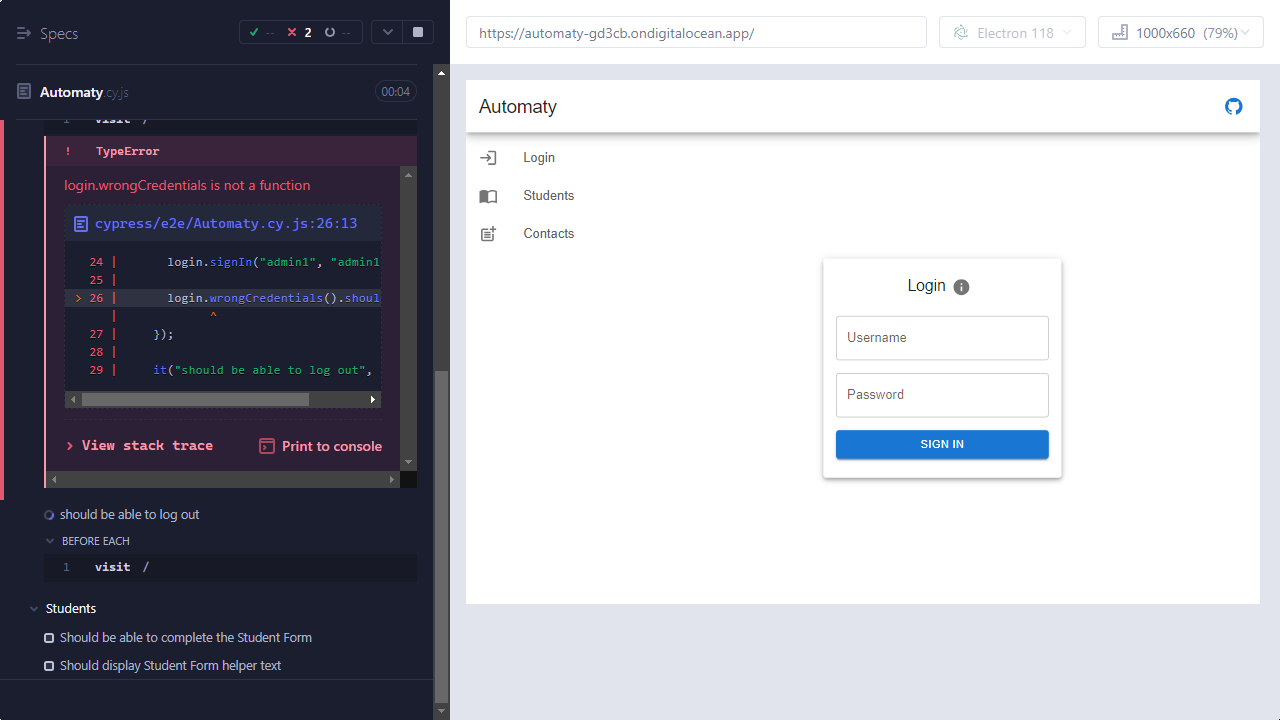 Specs
-- 2 --
Automaty.cy.js
00:04
1 visit /
! TypeError
login.wrongCredentials is not a function
cypress/e2e/Automaty.cy.js:26:13
24 | login.signIn("admin1", "admin1
25 |
> 26 | login.wrongCredentials().shoul
| ^
27 | });
28 |
29 | it("should be able to log out",
> View stack trace
Print to console
should be able to log out
BEFORE EACH
1 visit /
Students
Should be able to complete the Student Form
Should display Student Form helper text
https://automaty-gd3cb.ondigitalocean.app/
Electron 118
1000x660 (79%)
Automaty
Login
Students
Contacts
Login
Username
Password
SIGN IN